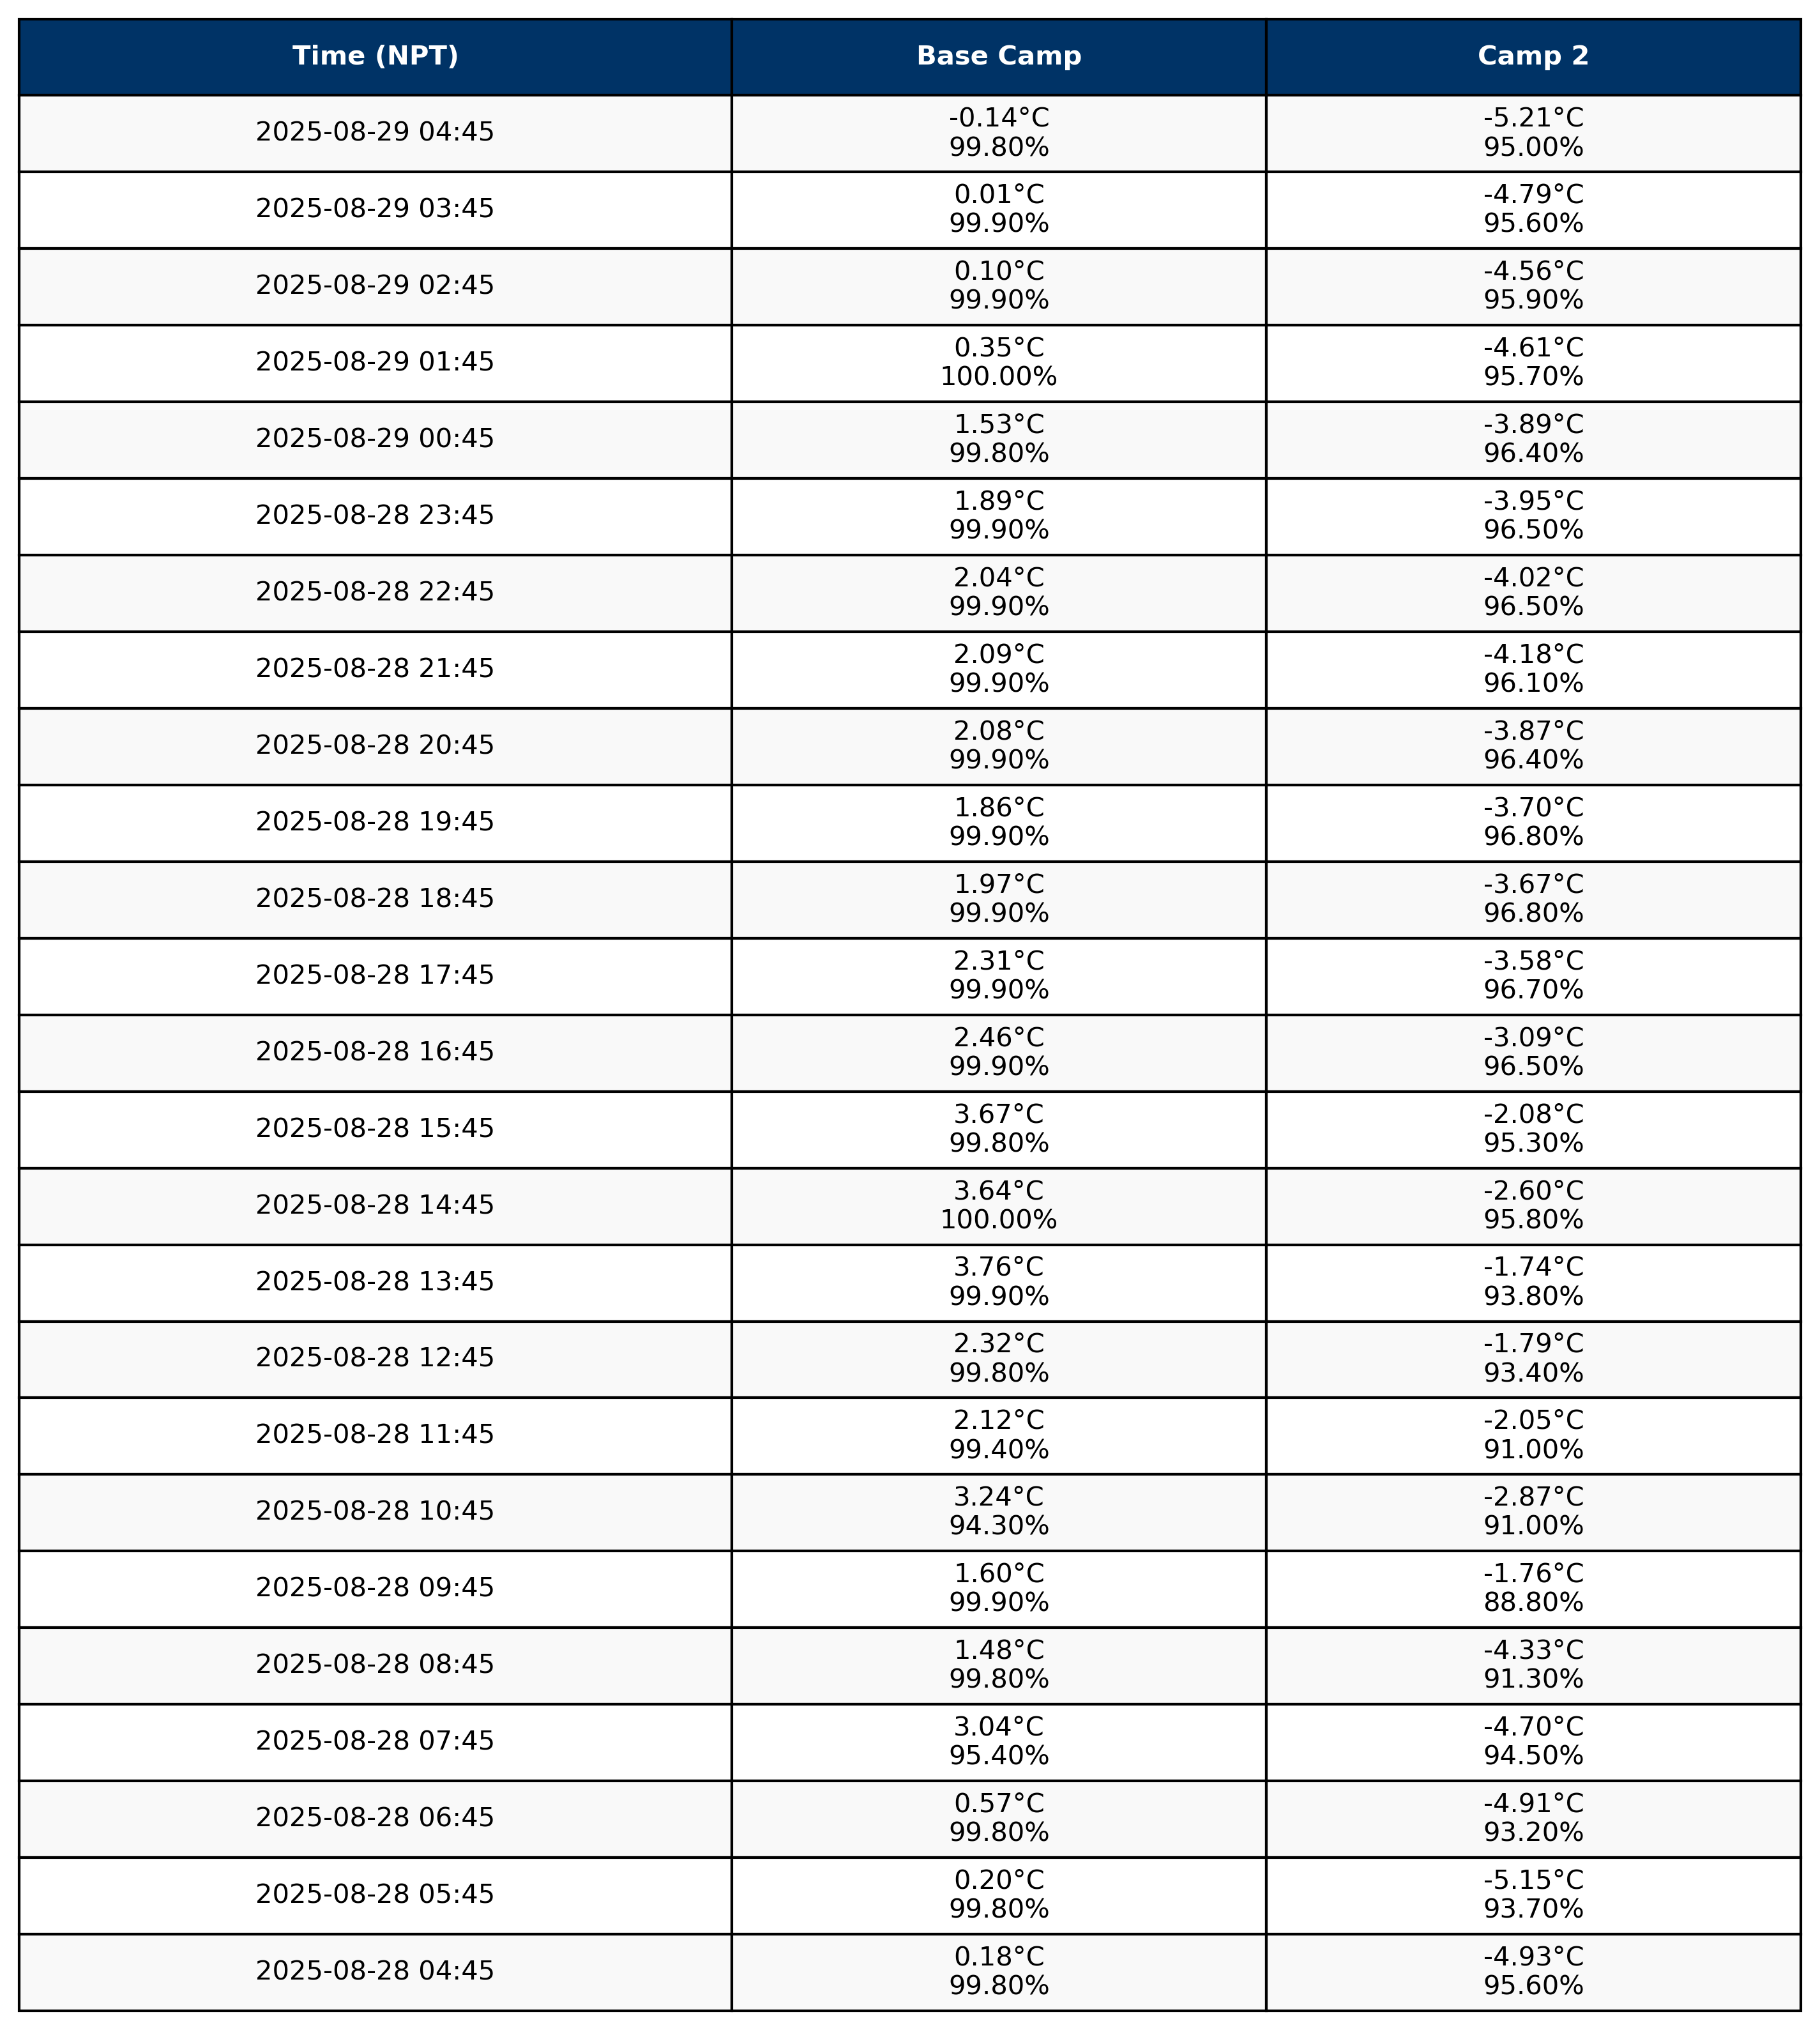 Time (NPT) Base Camp Camp 2
2025-08-29 04:45 -0.14°C -5.21°C
99.80% 95.00%
2025-08-29 03:45 0.01°C -4.79°C
99.90% 95.60%
2025-08-29 02:45 0.10°C -4.56°C
99.90% 95.90%
2025-08-29 01:45 0.35°C -4.61°C
100.00% 95.70%
2025-08-29 00:45 1.53°C -3.89°C
99.80% 96.40%
2025-08-28 23:45 1.89°C -3.95°C
99.90% 96.50%
2025-08-28 22:45 2.04°C -4.02°C
99.90% 96.50%
2025-08-28 21:45 2.09°C -4.18°C
99.90% 96.10%
2025-08-28 20:45 2.08°C -3.87°C
99.90% 96.40%
2025-08-28 19:45 1.86°C -3.70°C
99.90% 96.80%
2025-08-28 18:45 1.97°C -3.67°C
99.90% 96.80%
2025-08-28 17:45 2.31°C -3.58°C
99.90% 96.70%
2025-08-28 16:45 2.46°C -3.09°C
99.90% 96.50%
2025-08-28 15:45 3.67°C -2.08°C
99.80% 95.30%
2025-08-28 14:45 3.64°C -2.60°C
100.00% 95.80%
2025-08-28 13:45 3.76°C -1.74°C
99.90% 93.80%
2025-08-28 12:45 2.32°C -1.79°C
99.80% 93.40%
2025-08-28 11:45 2.12°C -2.05°C
99.40% 91.00%
2025-08-28 10:45 3.24°C -2.87°C
94.30% 91.00%
2025-08-28 09:45 1.60°C -1.76°C
99.90% 88.80%
2025-08-28 08:45 1.48°C -4.33°C
99.80% 91.30%
2025-08-28 07:45 3.04°C -4.70°C
95.40% 94.50%
2025-08-28 06:45 0.57°C -4.91°C
99.80% 93.20%
2025-08-28 05:45 0.20°C -5.15°C
99.80% 93.70%
2025-08-28 04:45 0.18°C -4.93°C
99.80% 95.60%